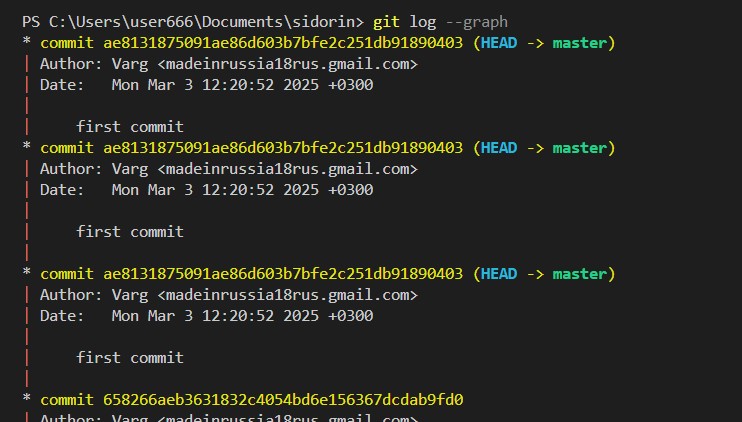 PS C:\Users\user666\Documents\sidorin> git log --graph
* commit ae8131875091ae86d603b7bfe2c251db91890403 (HEAD -> master)
| Author: Varg <madeinrussia18rus.gmail.com>
| Date:   Mon Mar 3 12:20:52 2025 +0300
|
|     first commit
* commit ae8131875091ae86d603b7bfe2c251db91890403 (HEAD -> master)
| Author: Varg <madeinrussia18rus.gmail.com>
| Date:   Mon Mar 3 12:20:52 2025 +0300
|
|     first commit
|
* commit ae8131875091ae86d603b7bfe2c251db91890403 (HEAD -> master)
| Author: Varg <madeinrussia18rus.gmail.com>
| Date:   Mon Mar 3 12:20:52 2025 +0300
|
|     first commit
|
* commit 658266aeb3631832c4054bd6e156367dcdab9fd0
| Author: Varg <madeinrussia18rus.gmail.com>